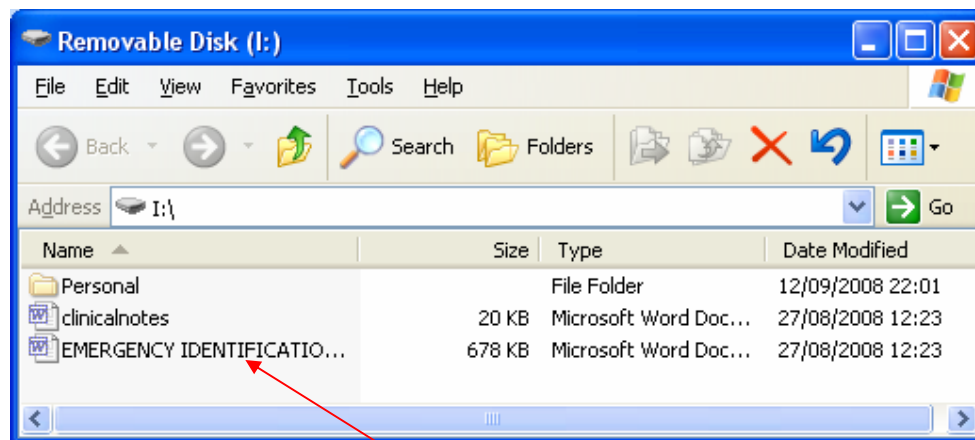 Removable Disk (I:)
File Edit View Favorites Tools Help
Back Search Folders
Address I:\ Go
Name Size Type Date Modified
Personal File Folder 12/09/2008 22:01
clinicalnotes 20 KB Microsoft Word Doc... 27/08/2008 12:23
EMERGENCY IDENTIFICATIO... 678 KB Microsoft Word Doc... 27/08/2008 12:23